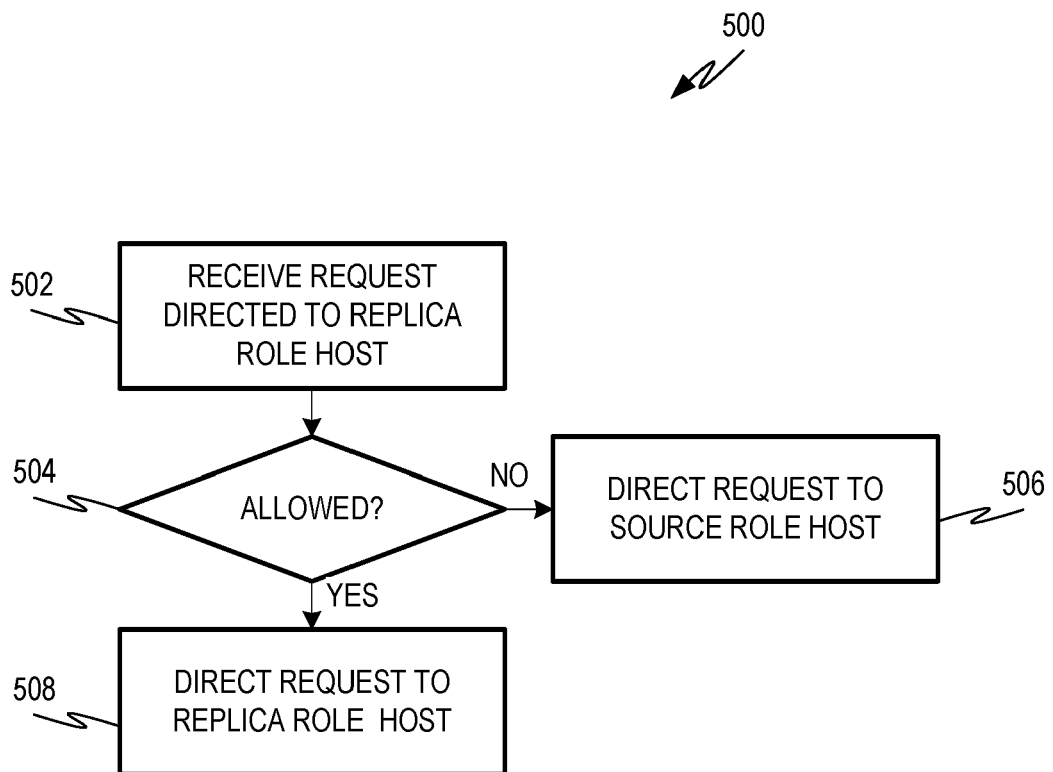 500
502
RECEIVE REQUEST
DIRECTED TO REPLICA
ROLE HOST
504
ALLOWED?
NO
DIRECT REQUEST TO
SOURCE ROLE HOST
506
YES
508
DIRECT REQUEST TO
REPLICA ROLE HOST